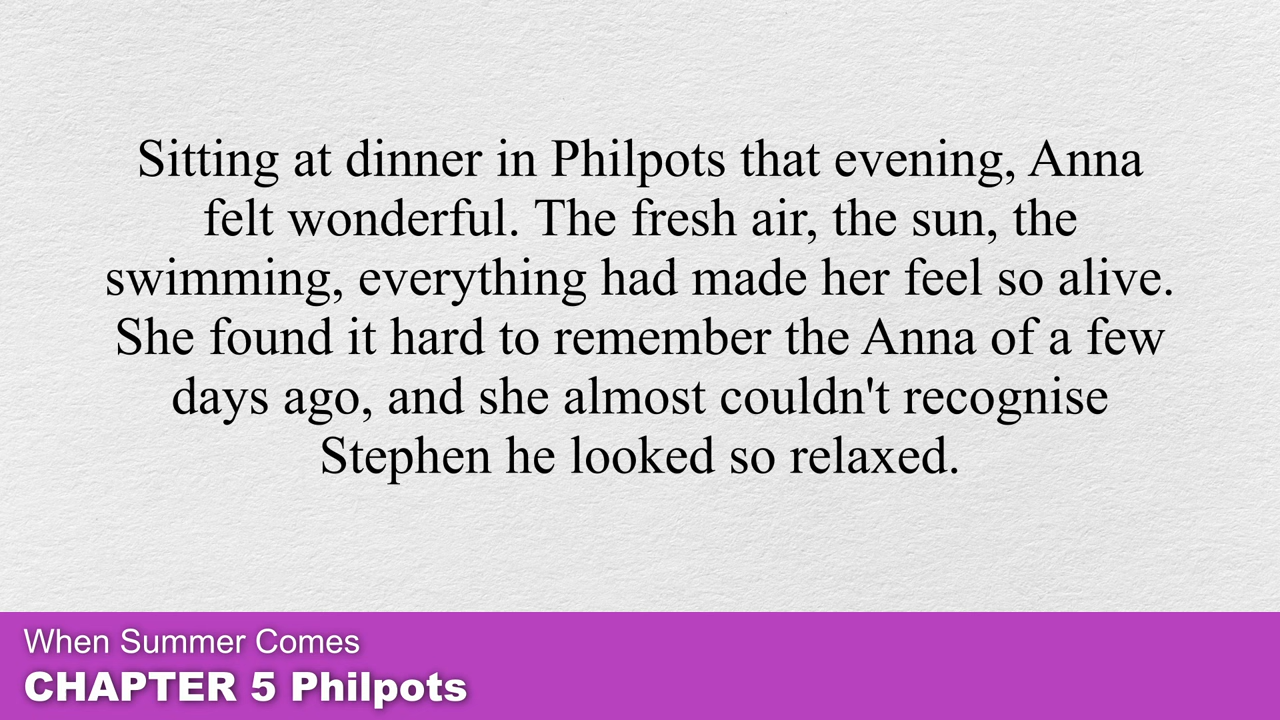 Sitting at dinner in Philpots that evening, Anna
felt wonderful. The fresh air, the sun, the
swimming, everything had made her feel so alive.
She found it hard to remember the Anna of a few
days ago, and she almost couldn't recognise
Stephen he looked so relaxed.
When Summer Comes
CHAPTER 5 Philpots